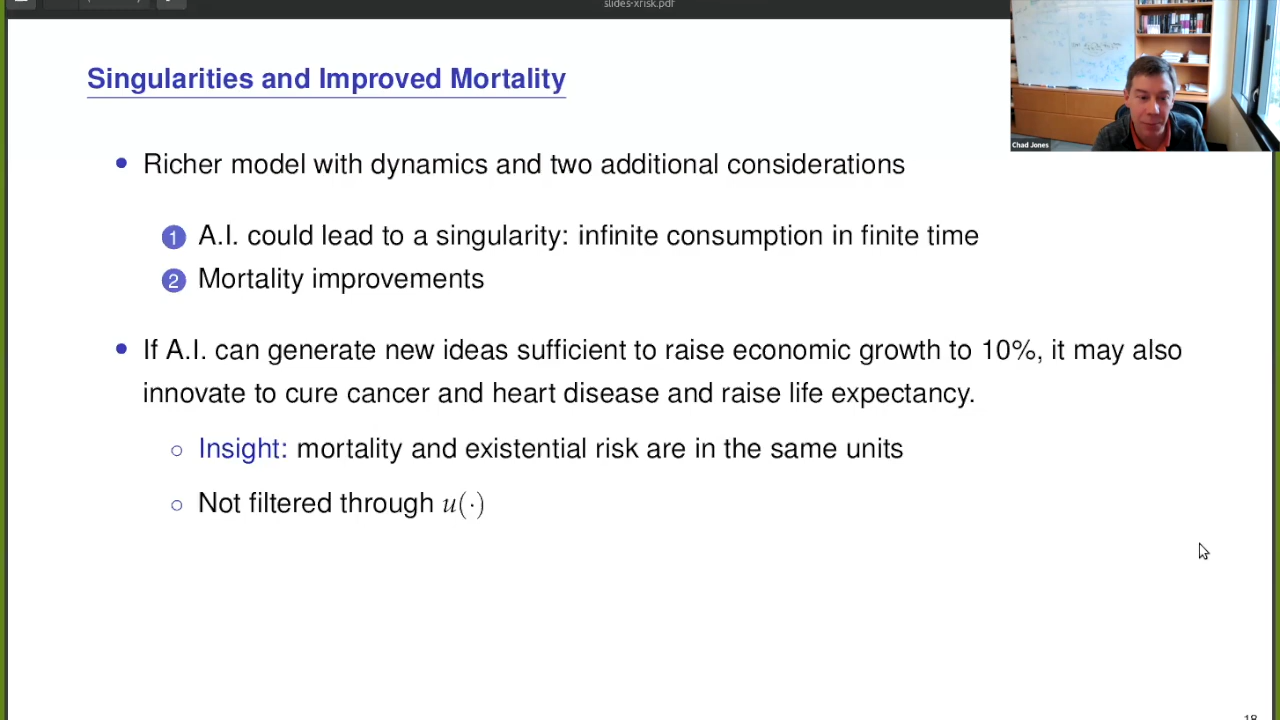 slides-xrisk.pdf
Singularities and Improved Mortality
Chad Jones
• Richer model with dynamics and two additional considerations
1 A.I. could lead to a singularity: infinite consumption in finite time
2 Mortality improvements
• If A.I. can generate new ideas sufficient to raise economic growth to 10%, it may also
innovate to cure cancer and heart disease and raise life expectancy.
○ Insight: mortality and existential risk are in the same units
○ Not filtered through u(·)
18